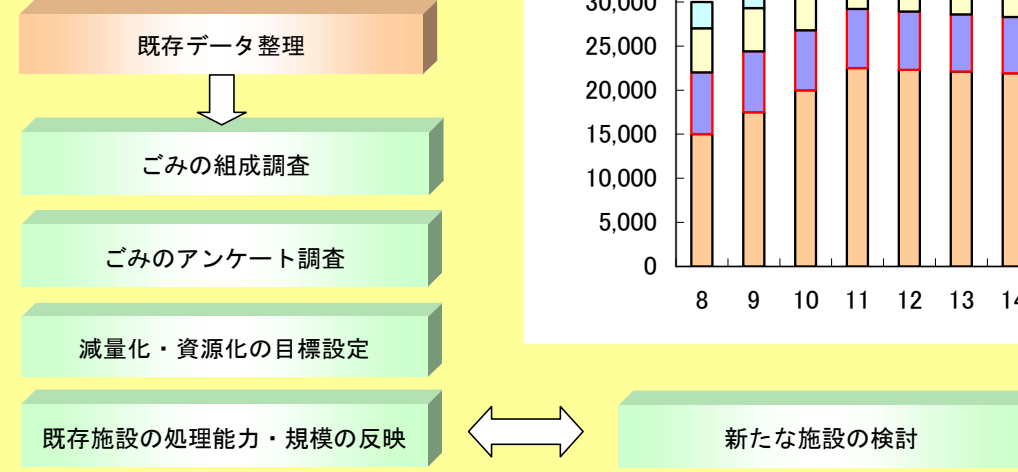 既存データ整理
ごみの組成調査
ごみのアンケート調査
減量化・資源化の目標設定
既存施設の処理能力・規模の反映
新たな施設の検討
30,000
25,000
20,000
15,000
10,000
5,000
0
8 9 10 11 12 13 14